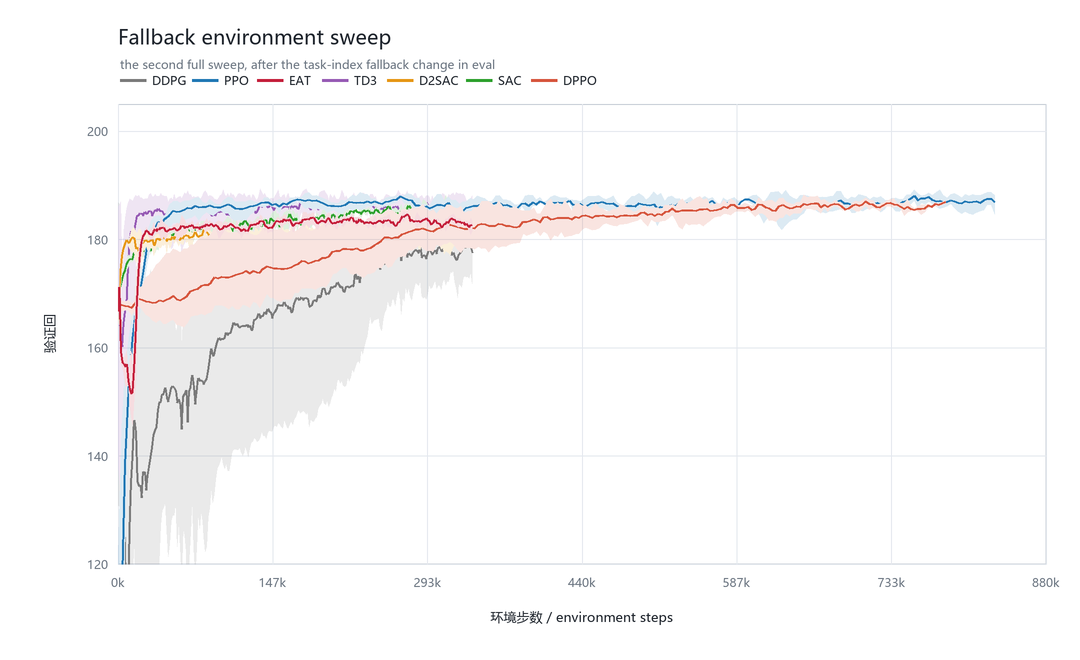 Fallback environment sweep
the second full sweep, after the task-index fallback change in eval
DDPG PPO EAT TD3 D2SAC SAC DPPO
200
180
160
140
120
验证回
0k 147k 293k 440k 587k 733k 880k
环境步数 / environment steps